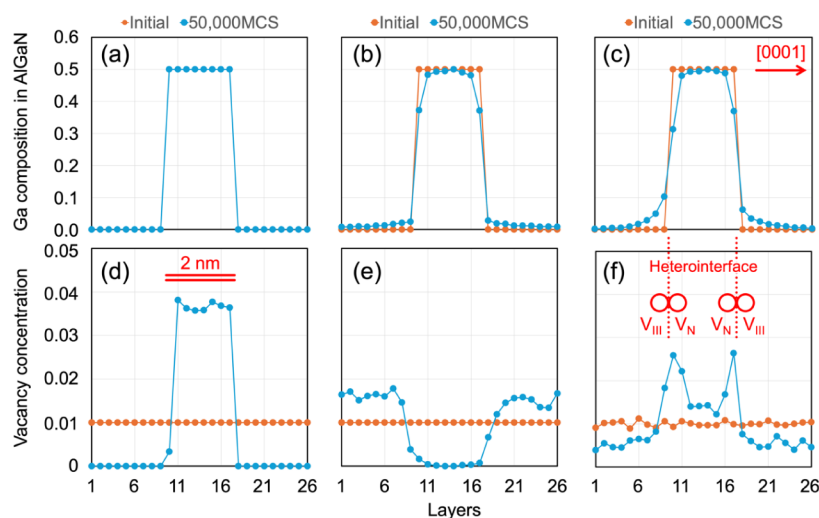 Initial 50,000MCS Initial 50,000MCS Initial 50,000MCS
Ga composition in AlGaN
0.6
0.5
0.4
0.3
0.2
0.1
0.0
(a) (b) (c)
[0001]
Vacancy concentration
0.05
0.04
0.03
0.02
0.01
0
(d) (e) (f)
2 nm
Heterointerface
VIII VN VN VIII
1 6 11 16 21 26 1 6 11 16 21 26 1 6 11 16 21 26
Layers